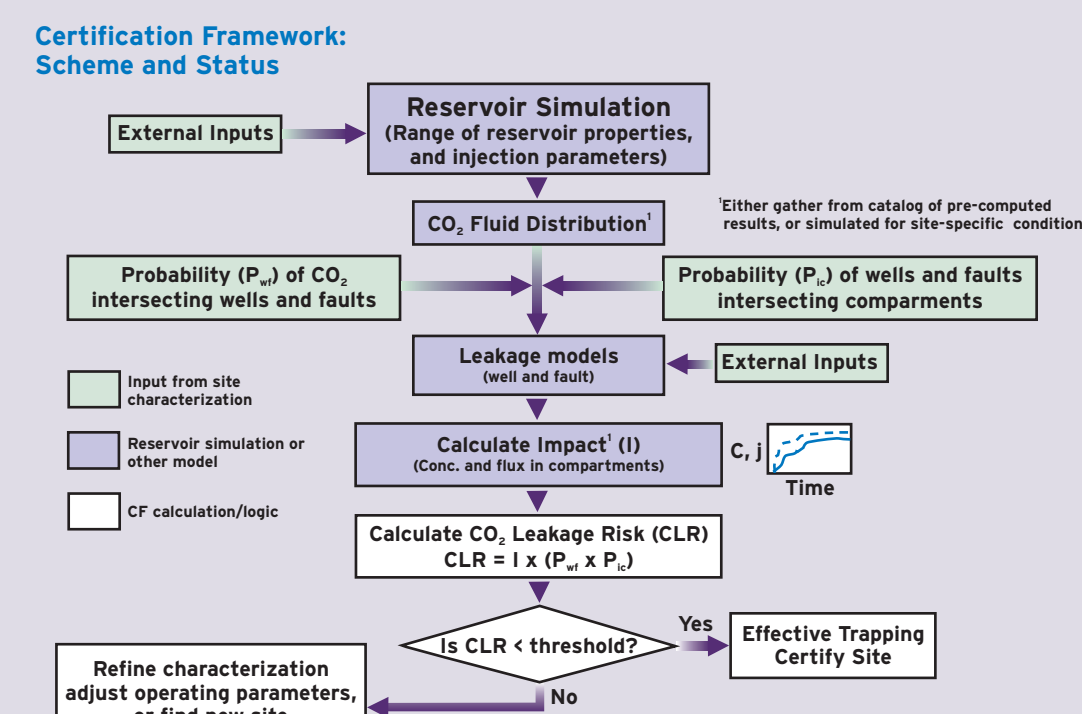 Certification Framework:
Scheme and Status
Reservoir Simulation
(Range of reservoir properties,
and injection parameters)
External Inputs
CO₂ Fluid Distribution¹
¹Either gather from catalog of pre-computed
results, or simulated for site-specific condition
Probability (Pwf) of CO₂
intersecting wells and faults
Probability (Pic) of wells and faults
intersecting comparments
Leakage models
(well and fault)
External Inputs
Input from site
characterization
Reservoir simulation or
other model
CF calculation/logic
Calculate Impact¹ (I)
(Conc. and flux in compartments)
C, j
Time
Calculate CO₂ Leakage Risk (CLR)
CLR = I x (Pwf x Pic)
Is CLR < threshold?
Yes
Effective Trapping
Certify Site
No
Refine characterization
adjust operating parameters,
or find new site